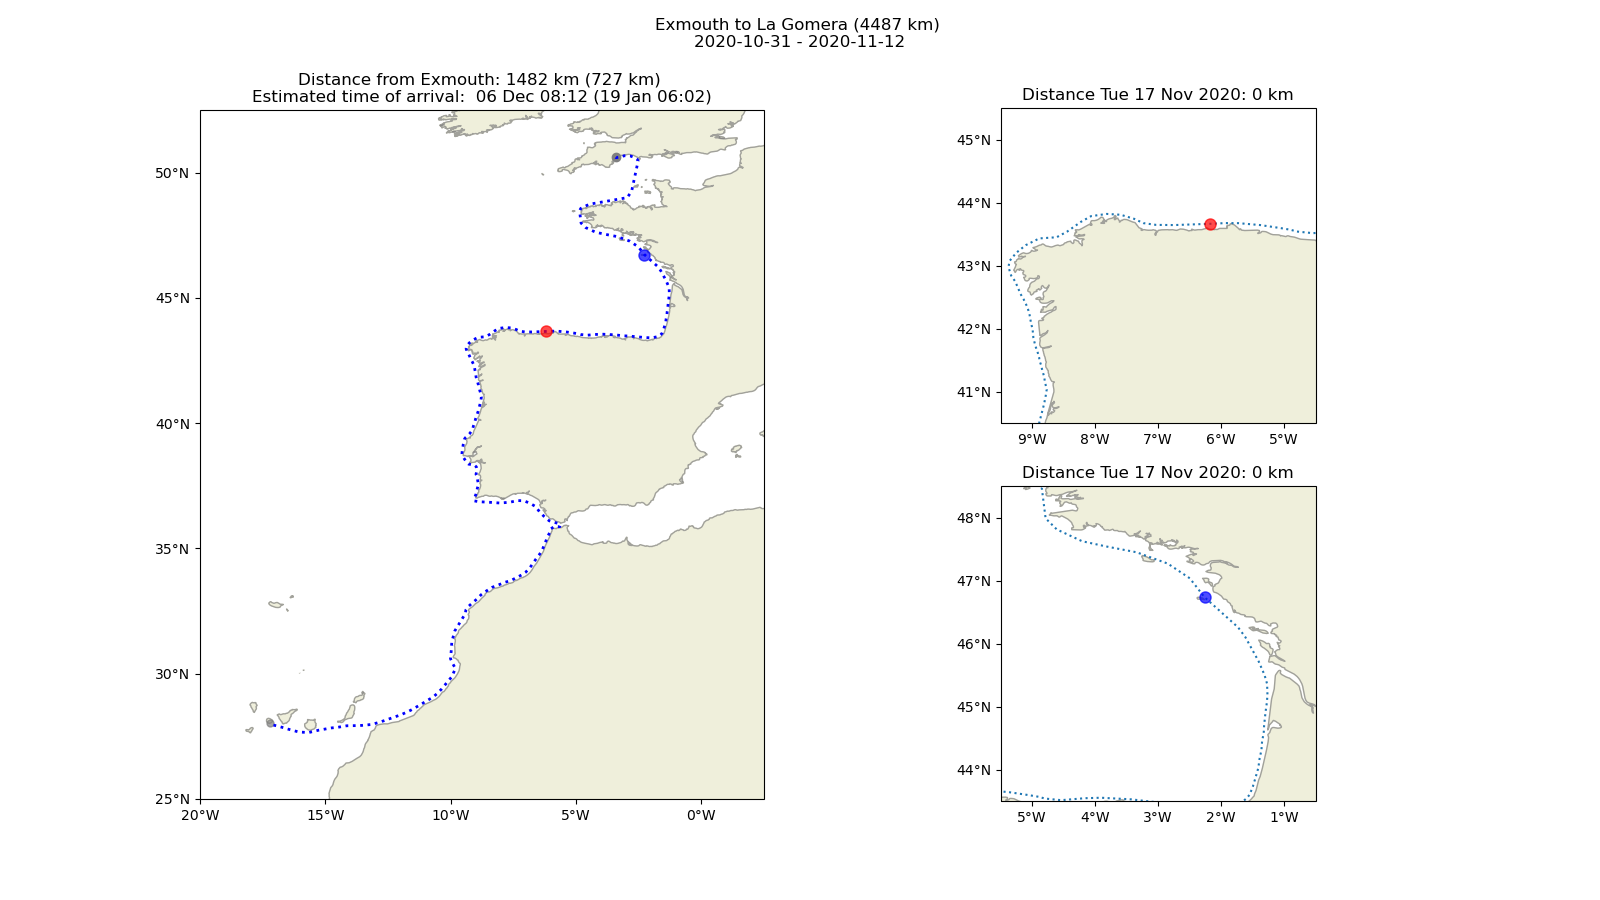 Exmouth to La Gomera (4487 km)
2020-10-31 - 2020-11-12
Distance from Exmouth: 1482 km (727 km)
Estimated time of arrival:  06 Dec 08:12 (19 Jan 06:02)
50°N
45°N
40°N
35°N
30°N
25°N
20°W
15°W
10°W
5°W
0°W
Distance Tue 17 Nov 2020: 0 km
45°N
44°N
43°N
42°N
41°N
9°W
8°W
7°W
6°W
5°W
Distance Tue 17 Nov 2020: 0 km
48°N
47°N
46°N
45°N
44°N
5°W
4°W
3°W
2°W
1°W